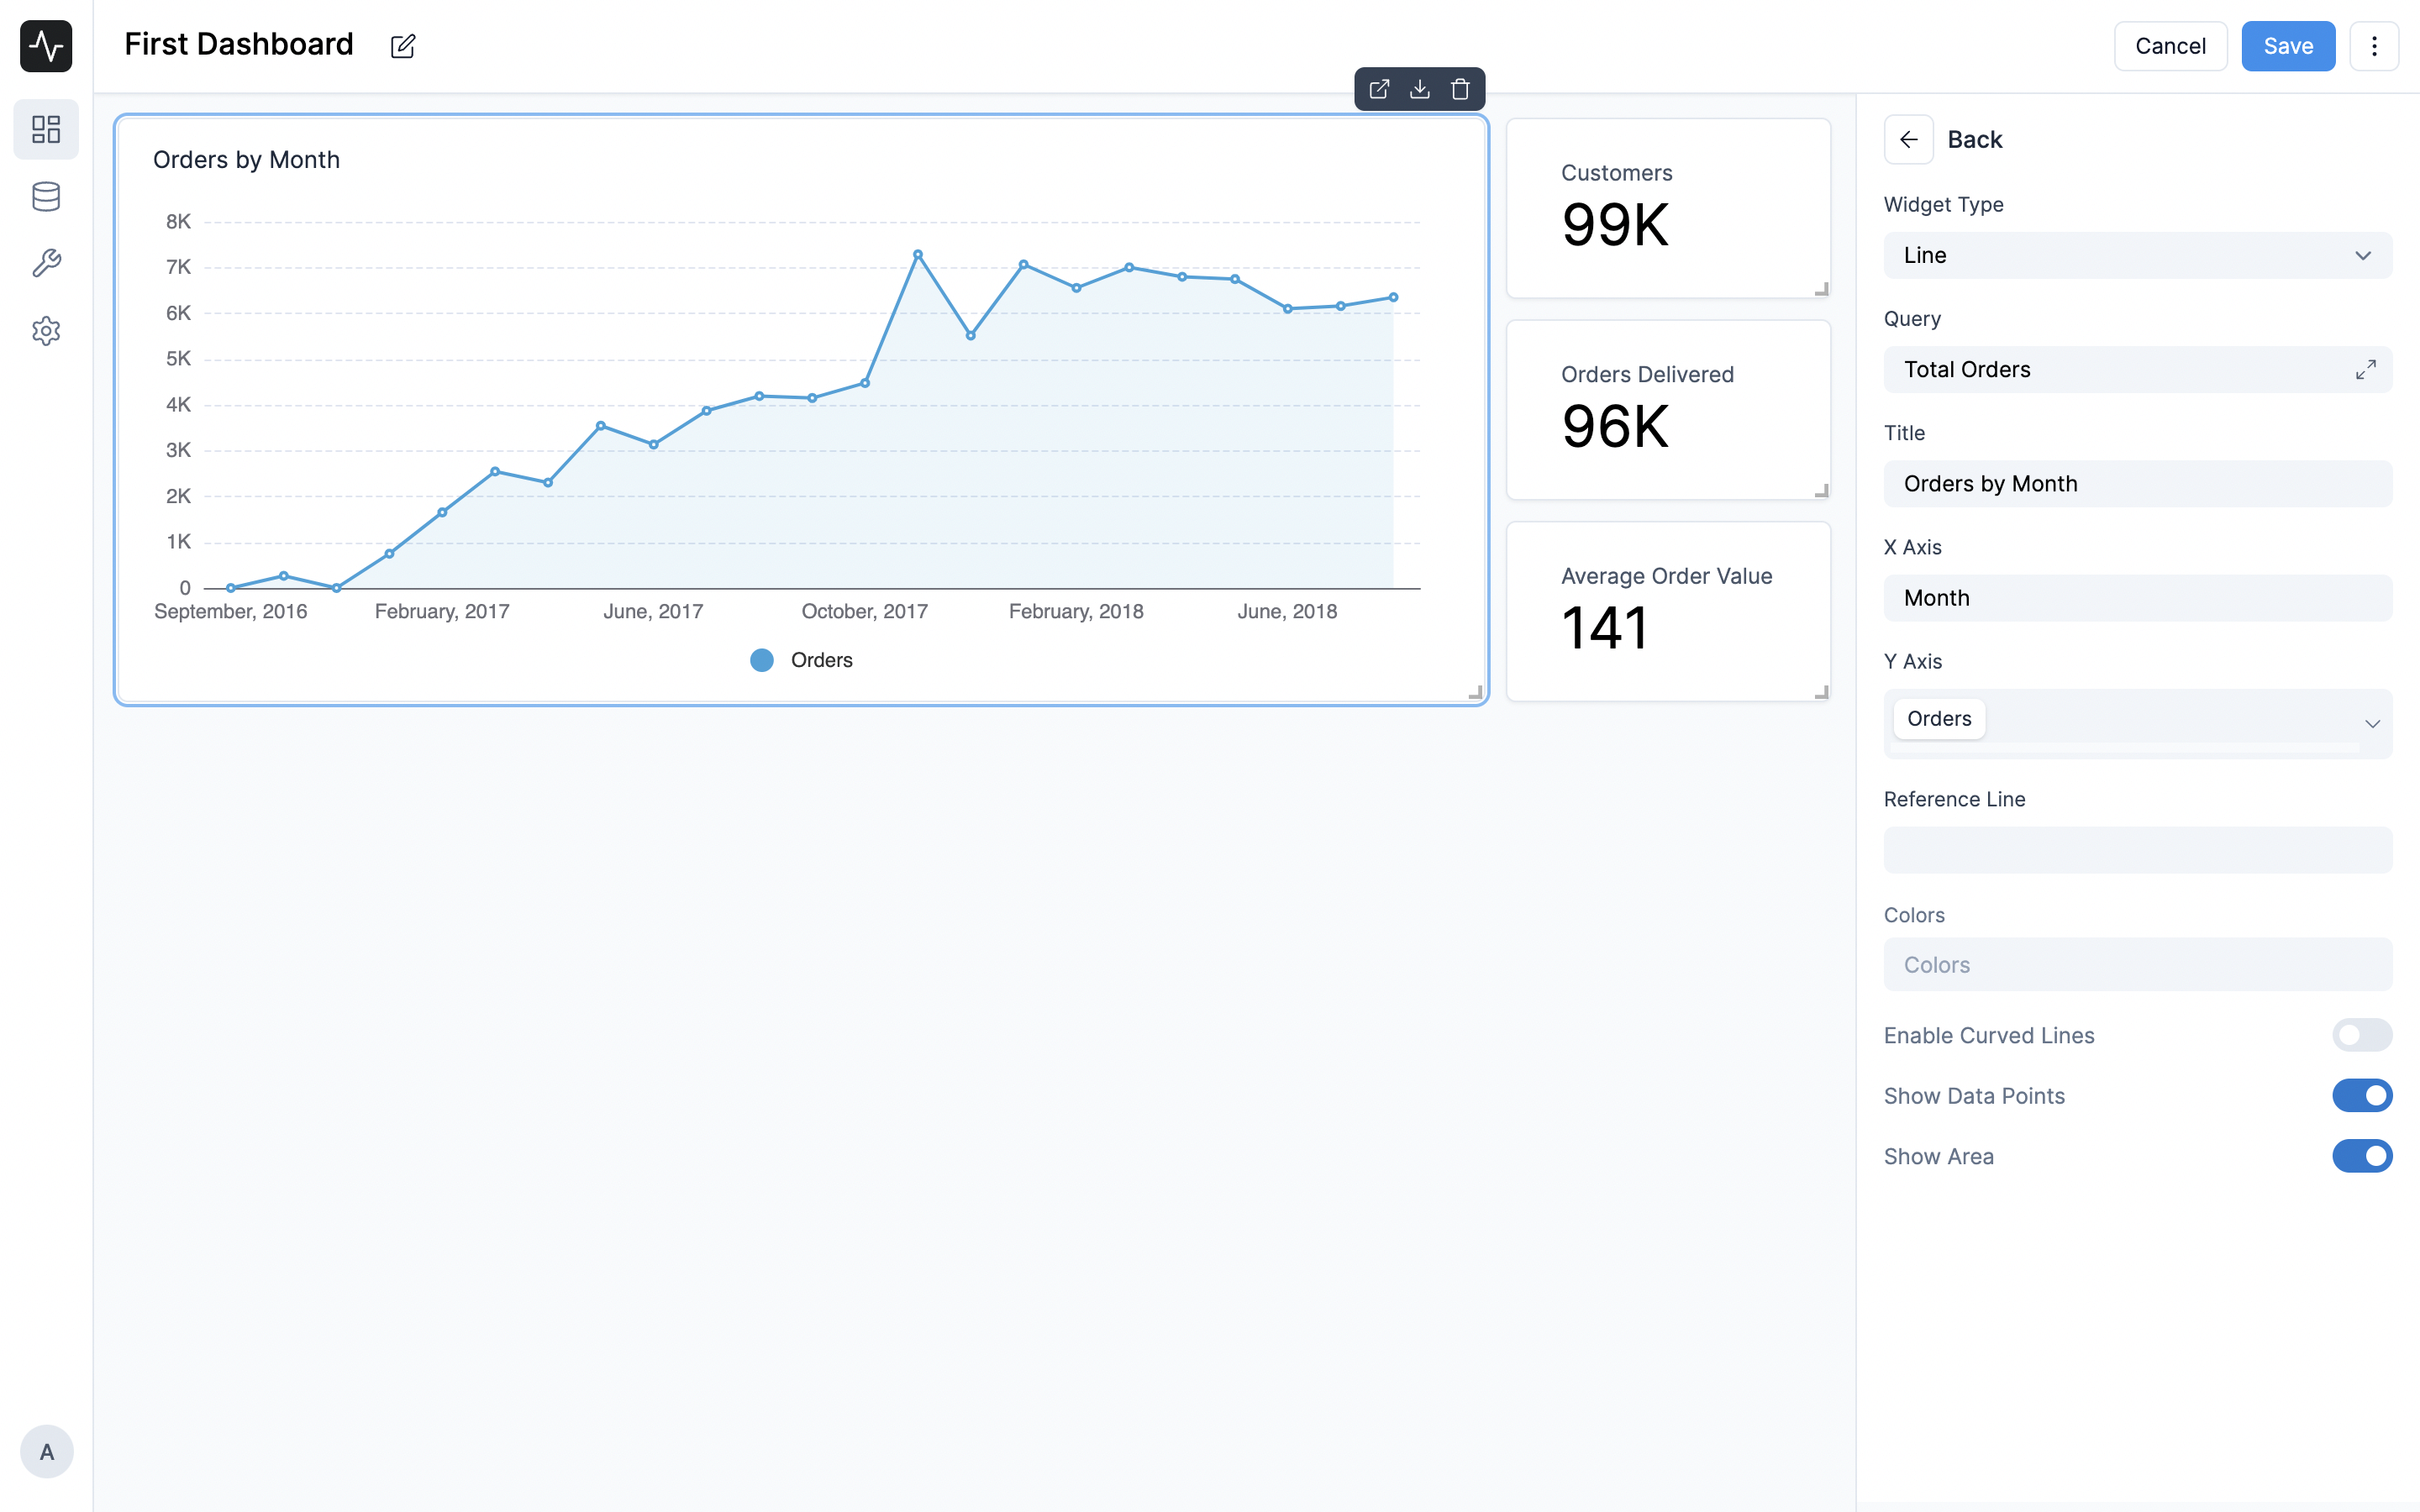 First Dashboard
Cancel
Save
Orders by Month
8K
7K
6K
5K
4K
3K
2K
1K
0
September, 2016
February, 2017
June, 2017
October, 2017
February, 2018
June, 2018
Orders
Customers
99K
Orders Delivered
96K
Average Order Value
141
Back
Widget Type
Line
Query
Total Orders
Title
Orders by Month
X Axis
Month
Y Axis
Orders
Reference Line
Colors
Colors
Enable Curved Lines
Show Data Points
Show Area
A